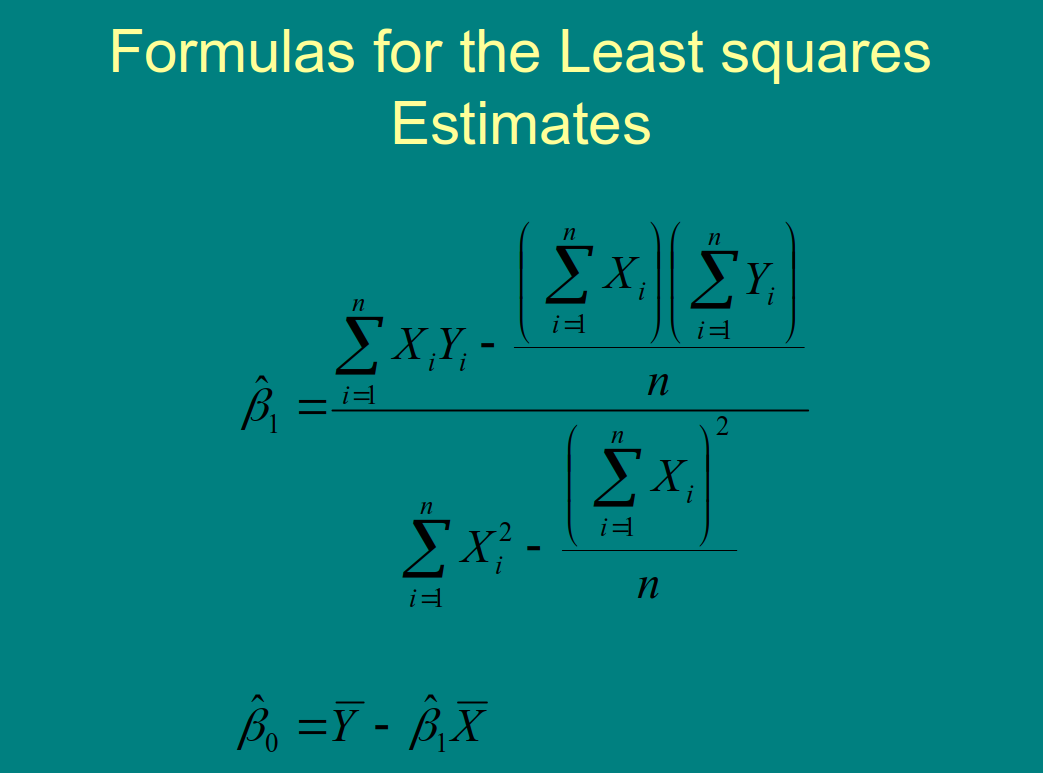 Formulas for the Least squares
Estimates
$\hat{\beta}_1 = \frac{\sum_{i=1}^{n} X_i Y_i - \frac{\left( \sum_{i=1}^{n} X_i \right) \left( \sum_{i=1}^{n} Y_i \right)}{n}}{\sum_{i=1}^{n} X_i^2 - \frac{\left( \sum_{i=1}^{n} X_i \right)^2}{n}}$
$\hat{\beta}_0 = \overline{Y} - \hat{\beta}_1 \overline{X}$